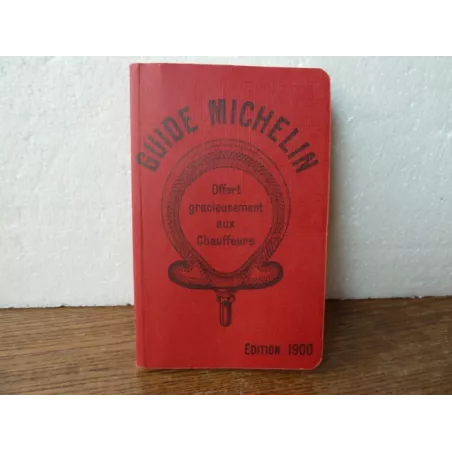 GUIDE MICHELIN
Offert
gracieusement
aux
Chauffeurs
EDITION 1900